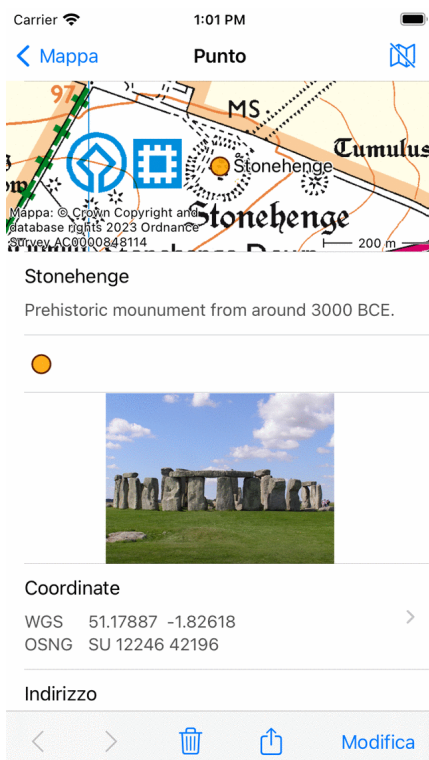 Carrier 1:01 PM
Mappa Punto
97
MS.
Tumulus
Stonehenge
Stonehenge
Mappa: © Crown Copyright and
database rights 2023 Ordnance
Survey AC0000848114
200 m
Stonehenge Down
Stonehenge
Prehistoric mounument from around 3000 BCE.
Coordinate
WGS 51.17887 -1.82618
OSNG SU 12246 42196
Indirizzo
Modifica